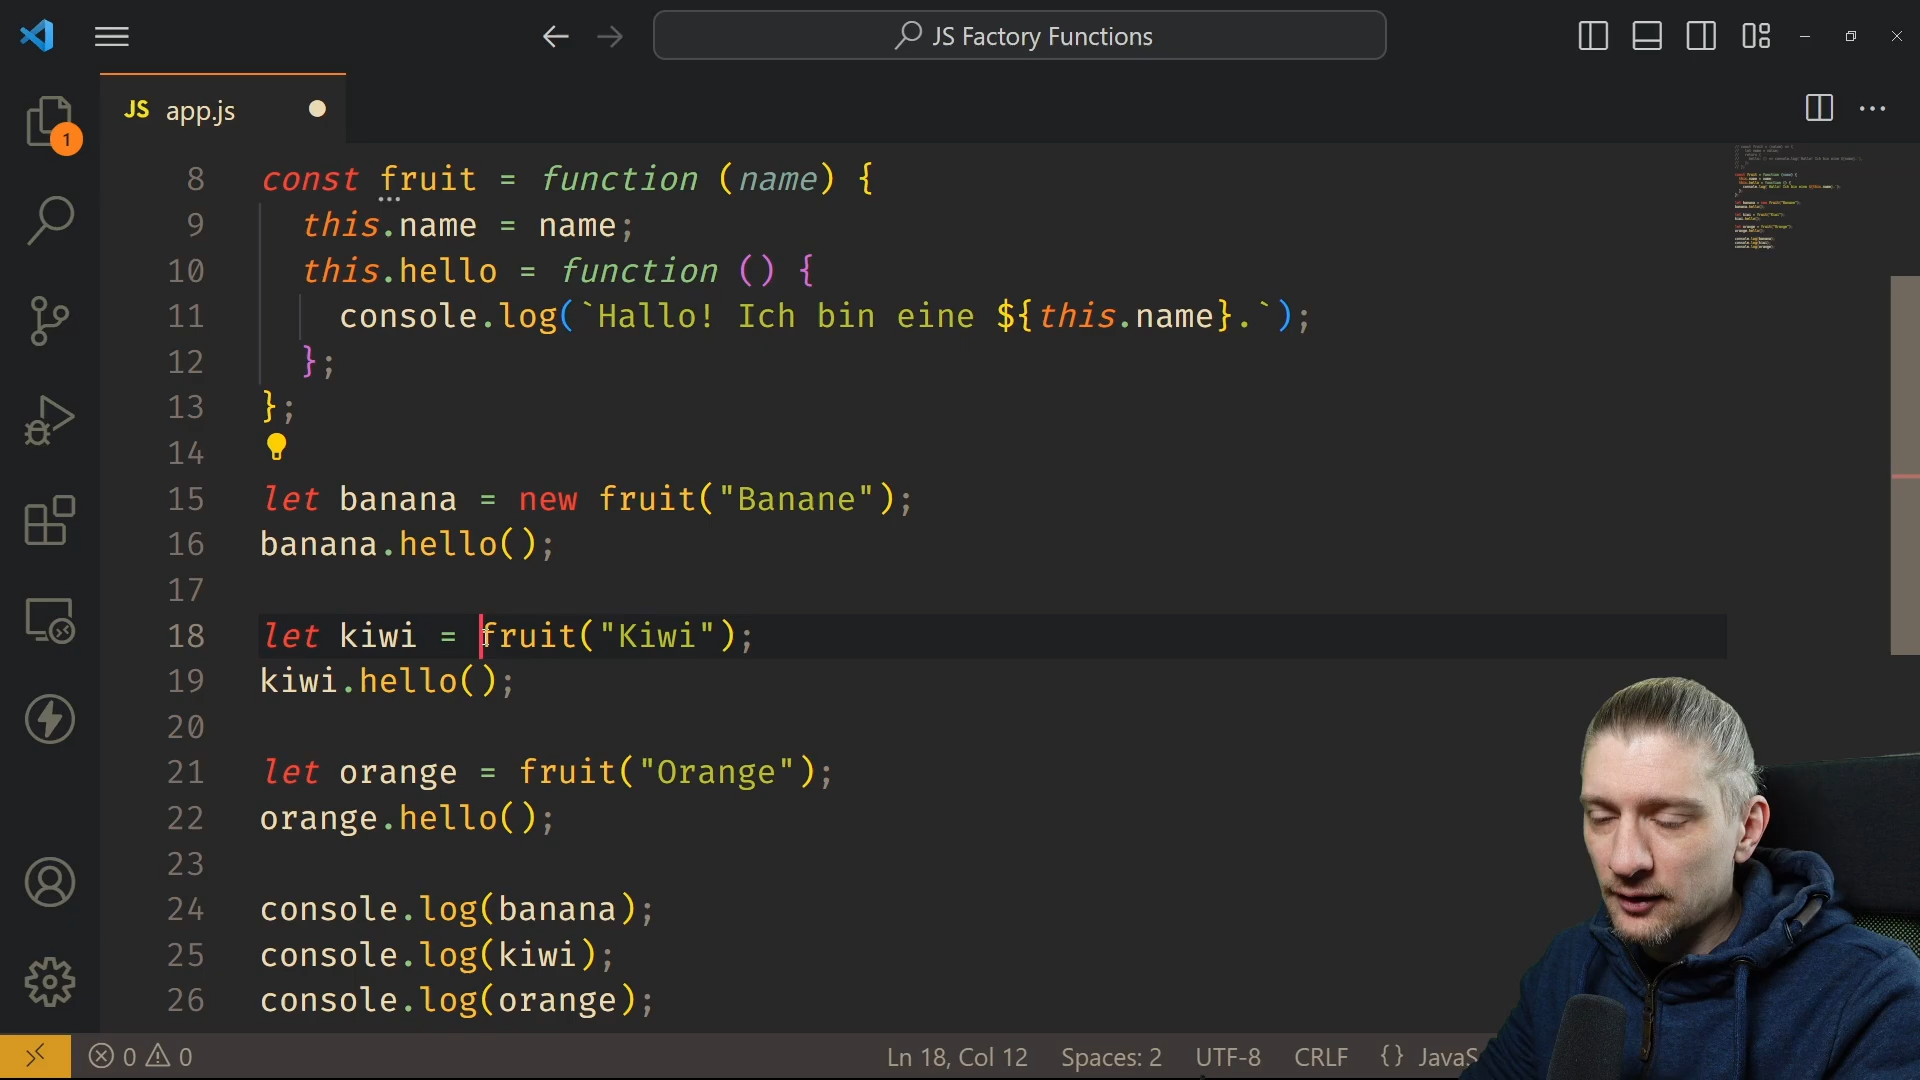 JS Factory Functions
JS app.js
1
8 const fruit = function (name) {
9 this.name = name;
10 this.hello = function () {
11 console.log(`Hallo! Ich bin eine ${this.name}.`);
12 };
13 };
14
15 let banana = new fruit("Banane");
16 banana.hello();
17
18 let kiwi = fruit("Kiwi");
19 kiwi.hello();
20
21 let orange = fruit("Orange");
22 orange.hello();
23
24 console.log(banana);
25 console.log(kiwi);
26 console.log(orange);
0 0 Ln 18, Col 12 Spaces: 2 UTF-8 CRLF {} JavaS